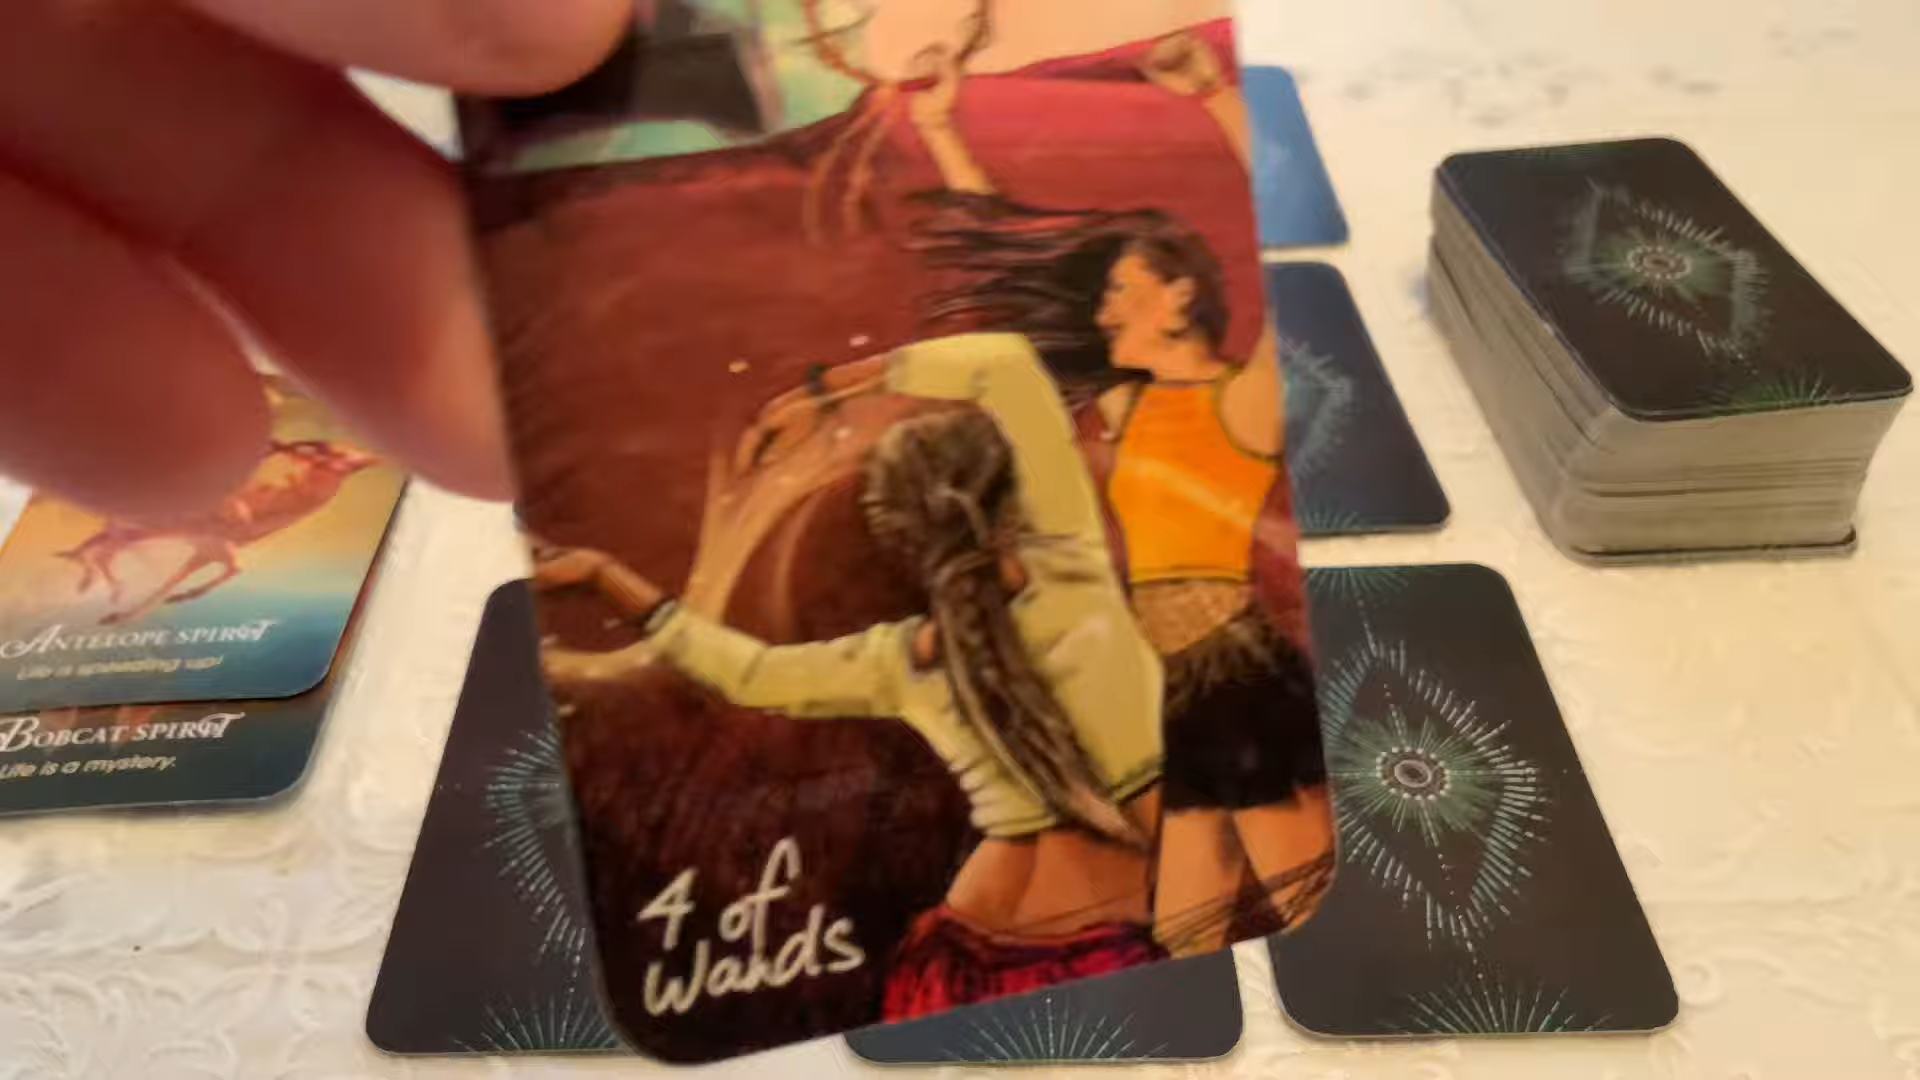 ANTELOPE SPIRIT
Life is speeding up!
BOBCAT SPIRIT
Life is a mystery.
4 of
Wands